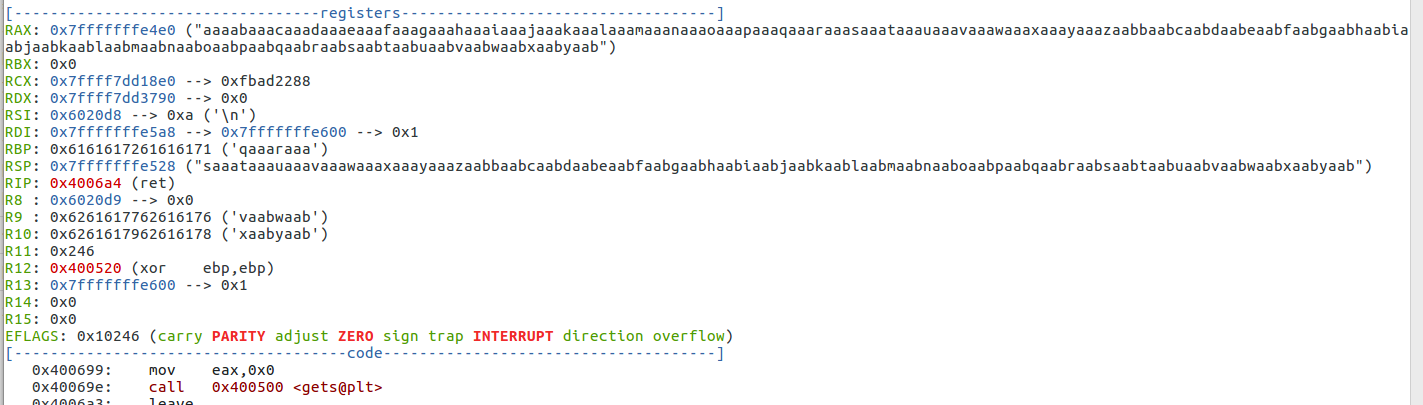 [----------------------------------registers-----------------------------------]
RAX: 0x7fffffffe4e0 ("aaaabaaacaaadaaaeaaafaaagaaahaaaiaaajaaakaaalaaamaaanaaaoaaapaaaqaaaraaasaaataaauaaavaaawaaaxaaayaaazaabbaabcaabdaabeaabfaabgaabhaabia
abjaabkaablaabmaabnaaboaabpaabqaabraabsaabtaabuaabvaabwaabxaabyaab")
RBX: 0x0
RCX: 0x7ffff7dd18e0 --> 0xfbad2288
RDX: 0x7ffff7dd3790 --> 0x0
RSI: 0x6020d8 --> 0xa ('\n')
RDI: 0x7fffffffe5a8 --> 0x7fffffffe600 --> 0x1
RBP: 0x6161617261616171 ('qaaaraaa')
RSP: 0x7fffffffe528 ("saaataaauaaavaaawaaaxaaayaaazaabbaabcaabdaabeaabfaabgaabhaabiaabjaabkaablaabmaabnaaboaabpaabqaabraabsaabtaabuaabvaabwaabxaabyaab")
RIP: 0x4006a4 (ret)
R8 : 0x6020d9 --> 0x0
R9 : 0x6261617762616176 ('vaabwaab')
R10: 0x6261617962616178 ('xaabyaab')
R11: 0x246
R12: 0x400520 (xor    ebp,ebp)
R13: 0x7fffffffe600 --> 0x1
R14: 0x0
R15: 0x0
EFLAGS: 0x10246 (carry PARITY adjust ZERO sign trap INTERRUPT direction overflow)
[-------------------------------------code-------------------------------------]
   0x400699:    mov    eax,0x0
   0x40069e:    call   0x400500 <gets@plt>
   0x4006a3:    leave